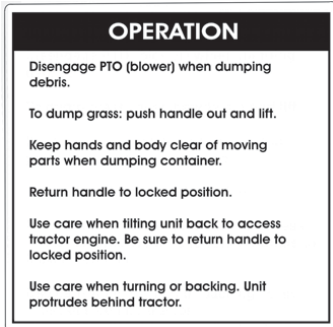 OPERATION
Disengage PTO (blower) when dumping
debris.
To dump grass: push handle out and lift.
Keep hands and body clear of moving
parts when dumping container.
Return handle to locked position.
Use care when tilting unit back to access
tractor engine. Be sure to return handle to
locked position.
Use care when turning or backing. Unit
protrudes behind tractor.